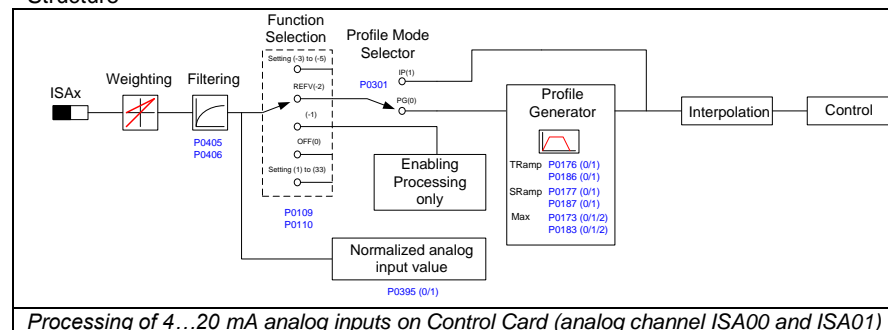 Structure
Function
Selection
Profile Mode
Selector
Setting (-3) to (-5)
ISAx
Weighting
Filtering
REFV(-2)
P0301
IP(1)
PG(0)
Profile
Generator
Interpolation
Control
(-1)
P0405
P0406
OFF(0)
Enabling
Processing
only
TRamp P0176 (0/1)
P0186 (0/1)
SRamp P0177 (0/1)
P0187 (0/1)
Max P0173 (0/1/2)
P0183 (0/1/2)
Setting (1) to (33)
P0109
P0110
Normalized analog
input value
P0395 (0/1)
Processing of 4…20 mA analog inputs on Control Card (analog channel ISA00 and ISA01)